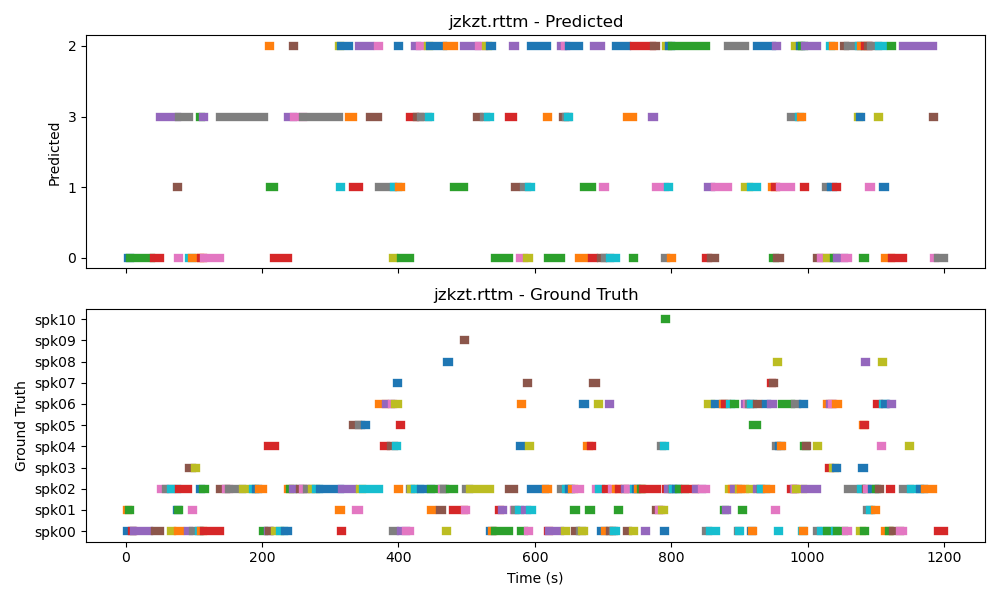 jzkzt.rttm - Predicted
2
3
1
0
Predicted
jzkzt.rttm - Ground Truth
spk10
spk09
spk08
spk07
spk06
spk05
spk04
spk03
spk02
spk01
spk00
Ground Truth
0 200 400 600 800 1000 1200
Time (s)